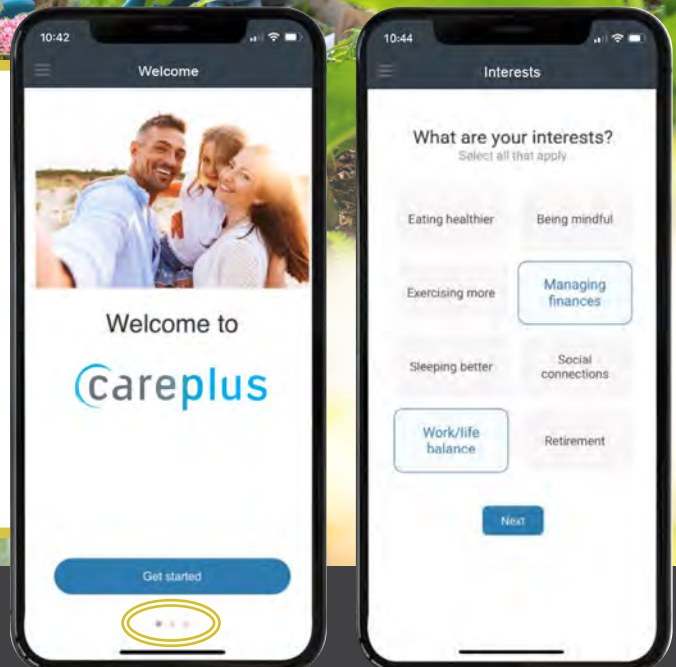 10:42
Welcome
Welcome to
careplus
Get started
10:44
Interests
What are your interests?
Select all that apply
Eating healthier
Being mindful
Exercising more
Managing
finances
Sleeping better
Social
connections
Work/life
balance
Retirement
Next